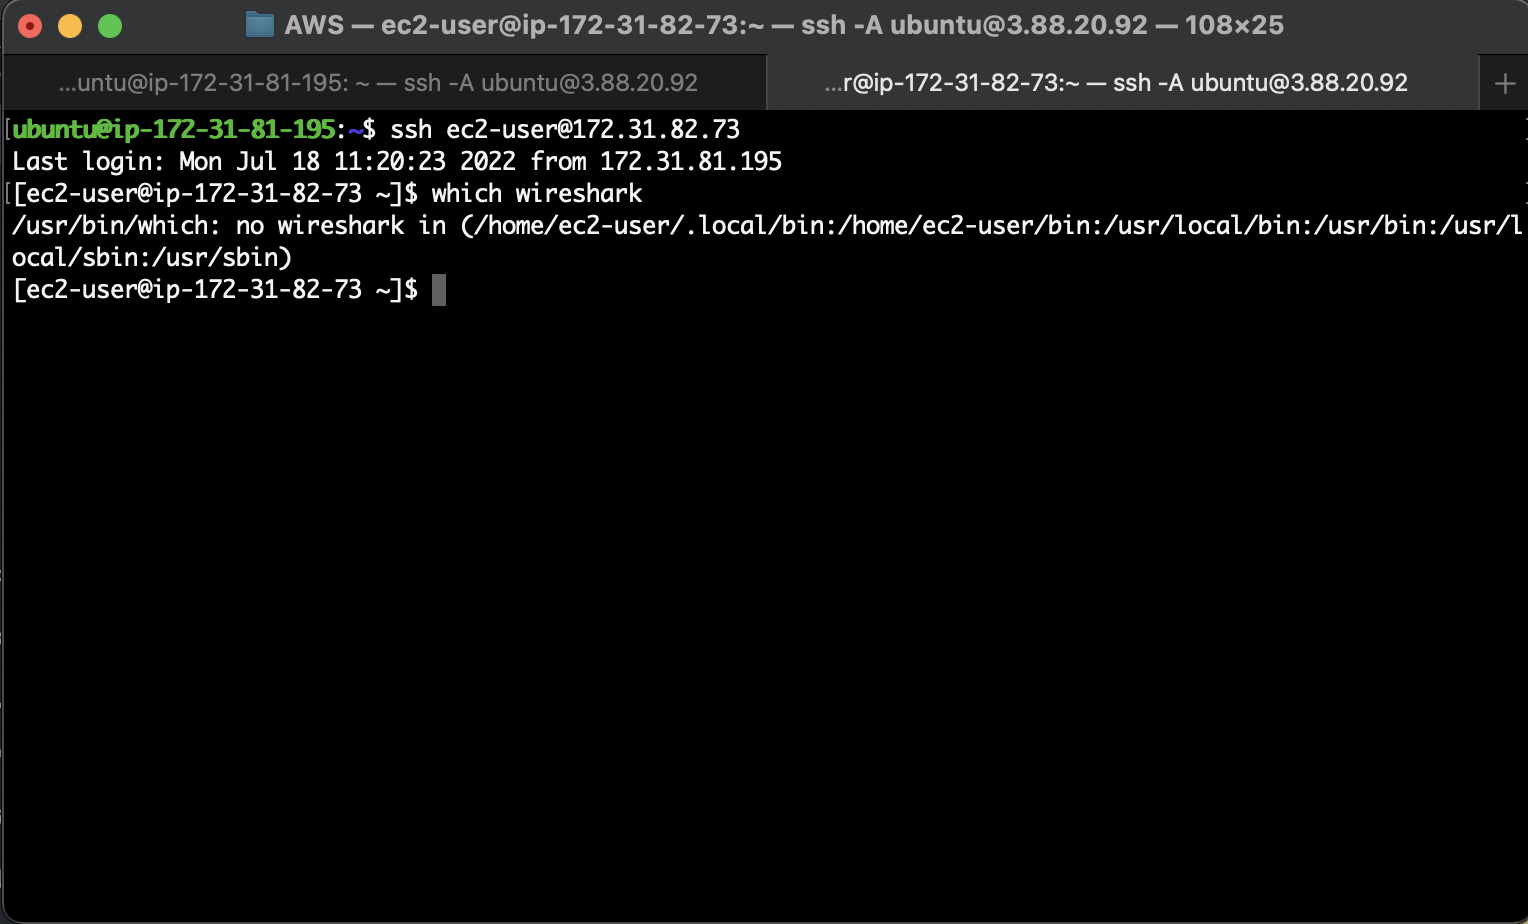 AWS — ec2-user@ip-172-31-82-73:~ — ssh -A ubuntu@3.88.20.92 — 108×25
...untu@ip-172-31-81-195: ~ — ssh -A ubuntu@3.88.20.92
...r@ip-172-31-82-73:~ — ssh -A ubuntu@3.88.20.92
+
[ubuntu@ip-172-31-81-195:~$ ssh ec2-user@172.31.82.73
Last login: Mon Jul 18 11:20:23 2022 from 172.31.81.195
[[ec2-user@ip-172-31-82-73 ~]$ which wireshark
/usr/bin/which: no wireshark in (/home/ec2-user/.local/bin:/home/ec2-user/bin:/usr/local/bin:/usr/bin:/usr/l
ocal/sbin:/usr/sbin)
[ec2-user@ip-172-31-82-73 ~]$